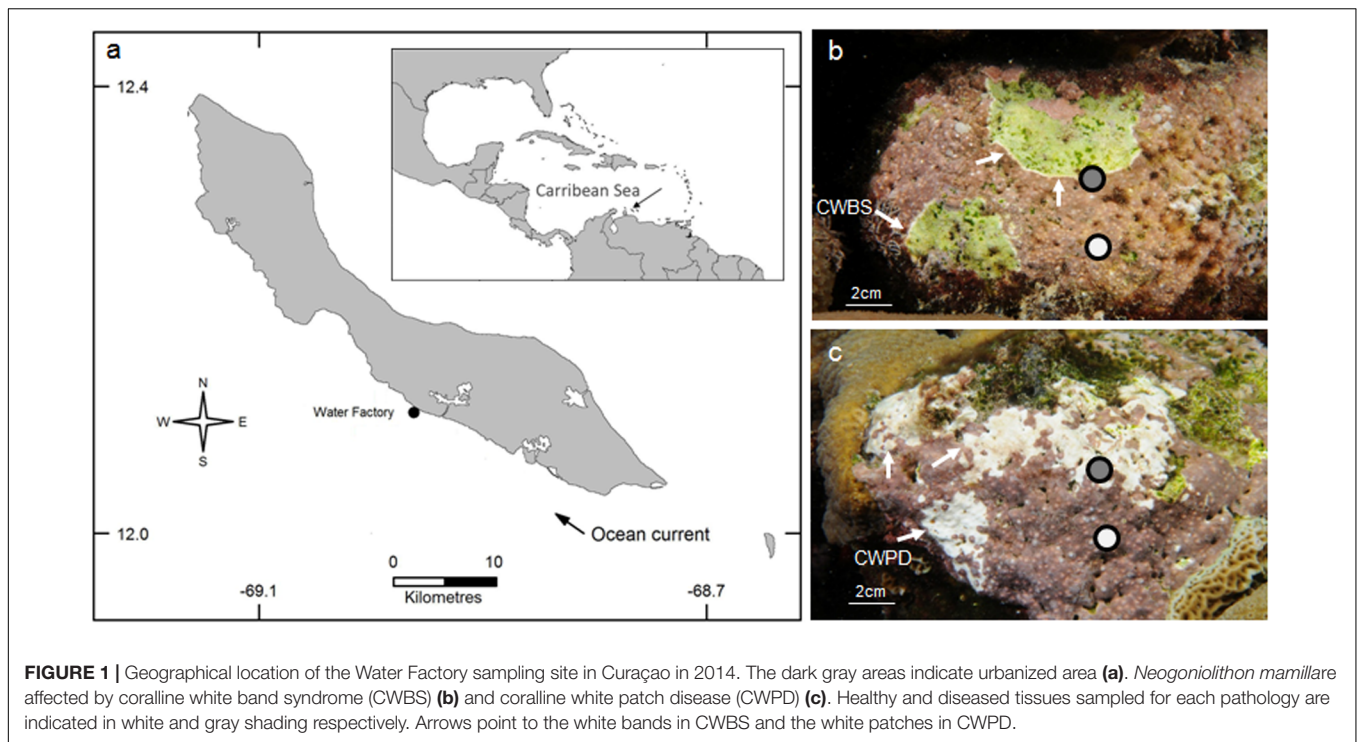 a
12.4
Carribean Sea
N
W E
S
Water Factory
12.0
Ocean current
0 10
Kilometres
-69.1 -68.7
b
CWBS
2cm
c
CWPD
2cm
FIGURE 1 | Geographical location of the Water Factory sampling site in Curaçao in 2014. The dark gray areas indicate urbanized area (a). Neogoniolithon mamillare
affected by coralline white band syndrome (CWBS) (b) and coralline white patch disease (CWPD) (c). Healthy and diseased tissues sampled for each pathology are
indicated in white and gray shading respectively. Arrows point to the white bands in CWBS and the white patches in CWPD.